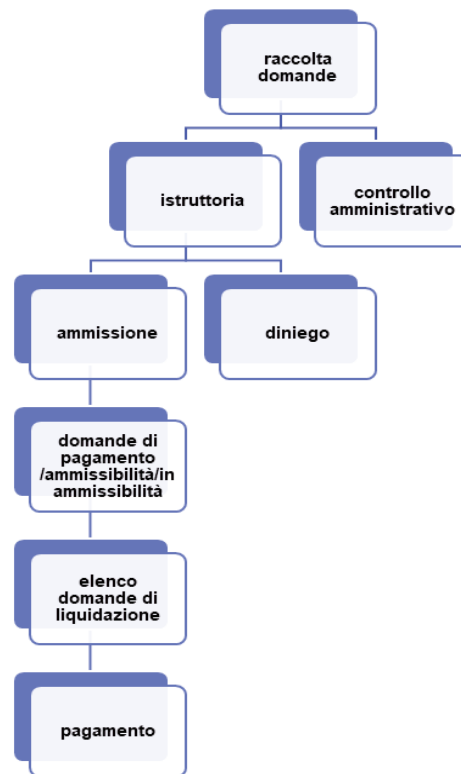 raccolta
domande
istruttoria
controllo
amministrativo
ammissione
diniego
domande di
pagamento
/ammissibilità/in
ammissibilità
elenco
domande di
liquidazione
pagamento